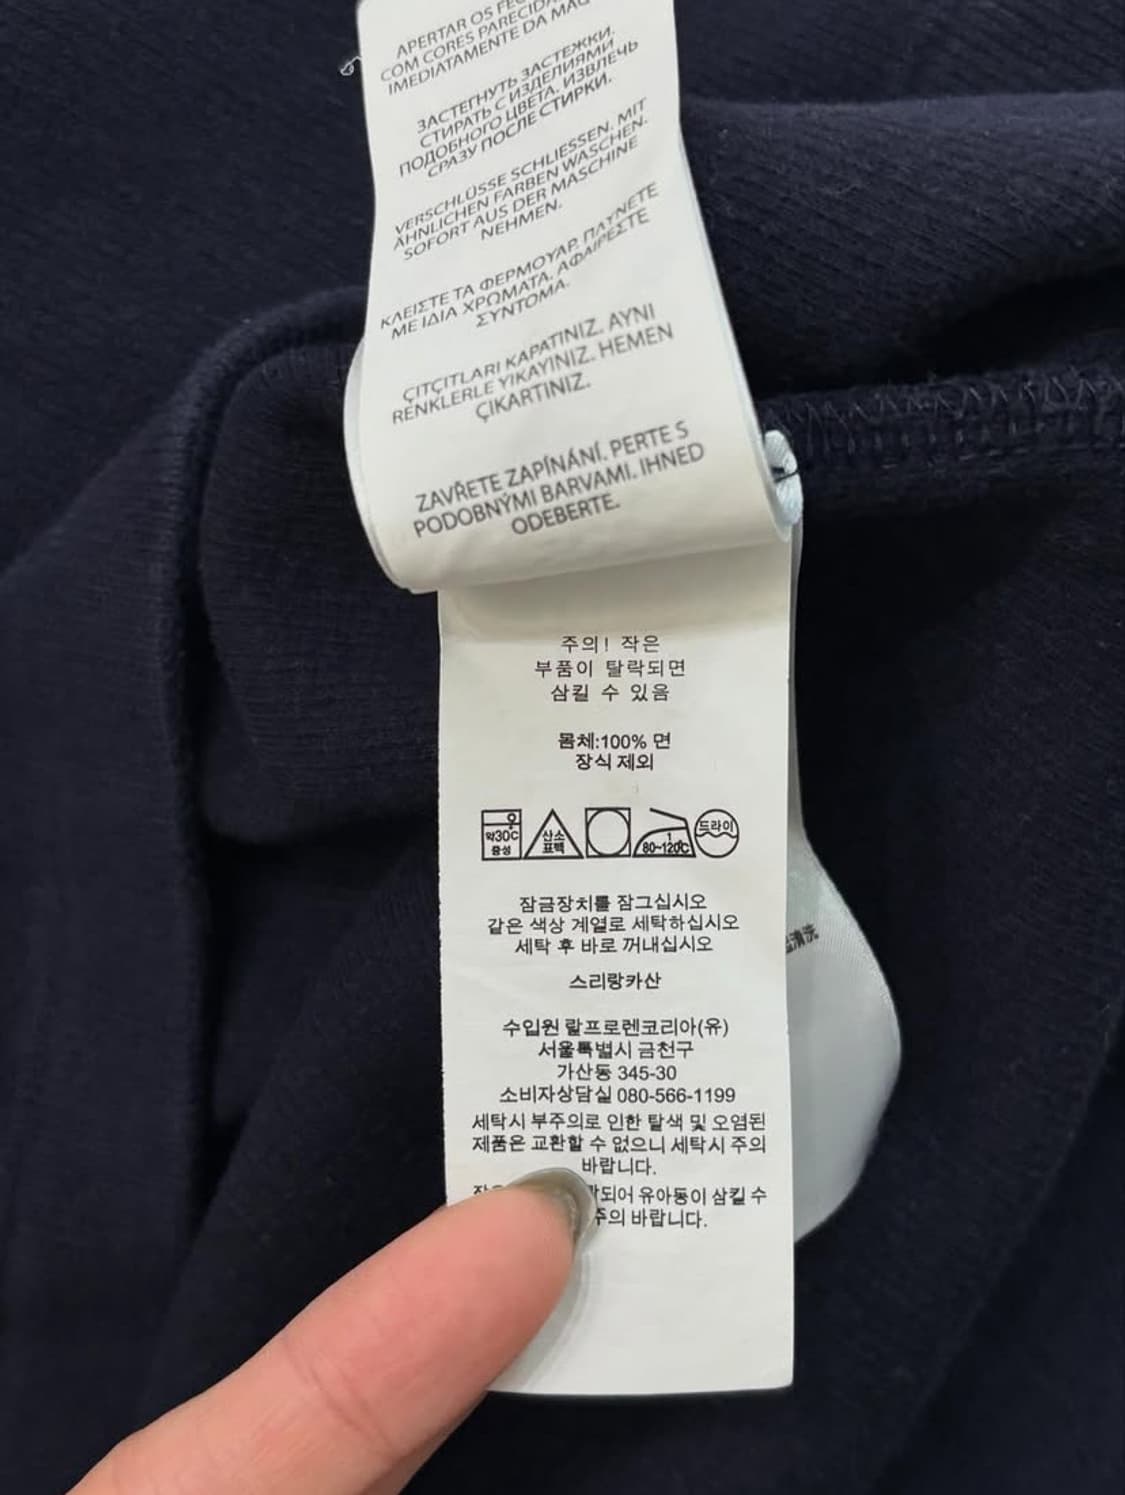 APERTAR OS
COM CORES
IMEDIATAMENTE DA
ЗАСТЕГНУТЬ ЗАСТЕЖКИ.
СТИРАТЬ С ИЗДЕЛИЯМИ
ПОДОБНОГО ЦВЕТА. ИЗВЛЕЧЬ
СРАЗУ ПОСЛЕ СТИРКИ.
VERSCHLÜSSE SCHLIESSEN. MIT
ÄHNLICHEN FARBEN WASCHEN.
SOFORT AUS DER MASCHINE
NEHMEN.
ΚΛΕΙΣΤΕ ΤΑ ΦΕΡΜΟΥΑΡ. ΠΛΥΝΕΤΕ
ΜΕ ΙΔΙΑ ΧΡΩΜΑΤΑ. ΑΦΑΙΡΕΣΤΕ
ΣΥΝΤΟΜΑ.
ÇITÇITLARI KAPATINIZ. AYNI
RENKLERLE YIKAYINIZ. HEMEN
ÇIKARTINIZ.
ZAVŘETE ZAPÍNÁNÍ. PERTE S
PODOBNÝMI BARVAMI. IHNED
ODEBERTE.
주의! 작은
부품이 탈락되면
삼킬 수 있음
몸체:100% 면
장식 제외
약30℃ 중성 산소 표백 1 80~120℃ 드라이
잠금장치를 잠그십시오
같은 색상 계열로 세탁하십시오
세탁 후 바로 꺼내십시오
스리랑카산
수입원 랄프로렌코리아(유)
서울특별시 금천구
가산동 345-30
소비자상담실 080-566-1199
세탁시 부주의로 인한 탈색 및 오염된
제품은 교환할 수 없으니 세탁시 주의
바랍니다.
유아동이 삼킬 수
주의 바랍니다.
清洗